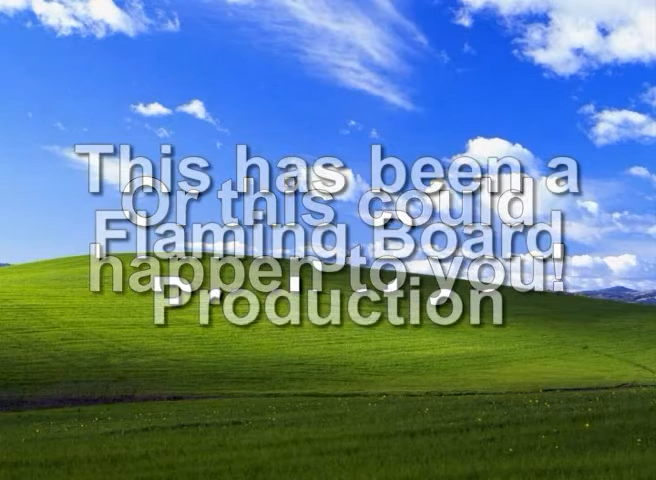 This has been a
Flaming Board
Production
Or this could
happen to you!